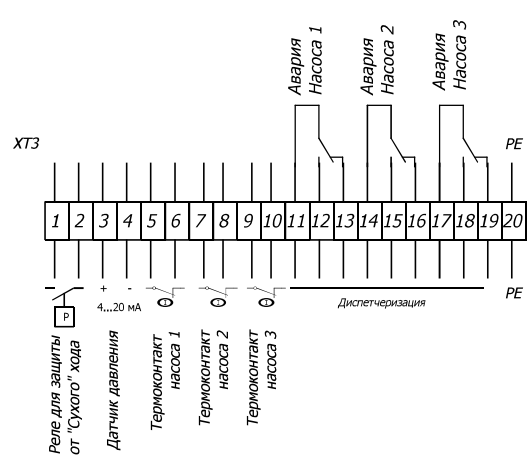 Авария
Насоса 1
Авария
Насоса 2
Авария
Насоса 3
XT3
PE
1 2 3 4 5 6 7 8 9 10 11 12 13 14 15 16 17 18 19 20
+ -
4...20 мА
P
Диспетчеризация
PE
Реле для защиты
от "Сухого" хода
Датчик давления
Термоконтакт
насоса 1
Термоконтакт
насоса 2
Термоконтакт
насоса 3